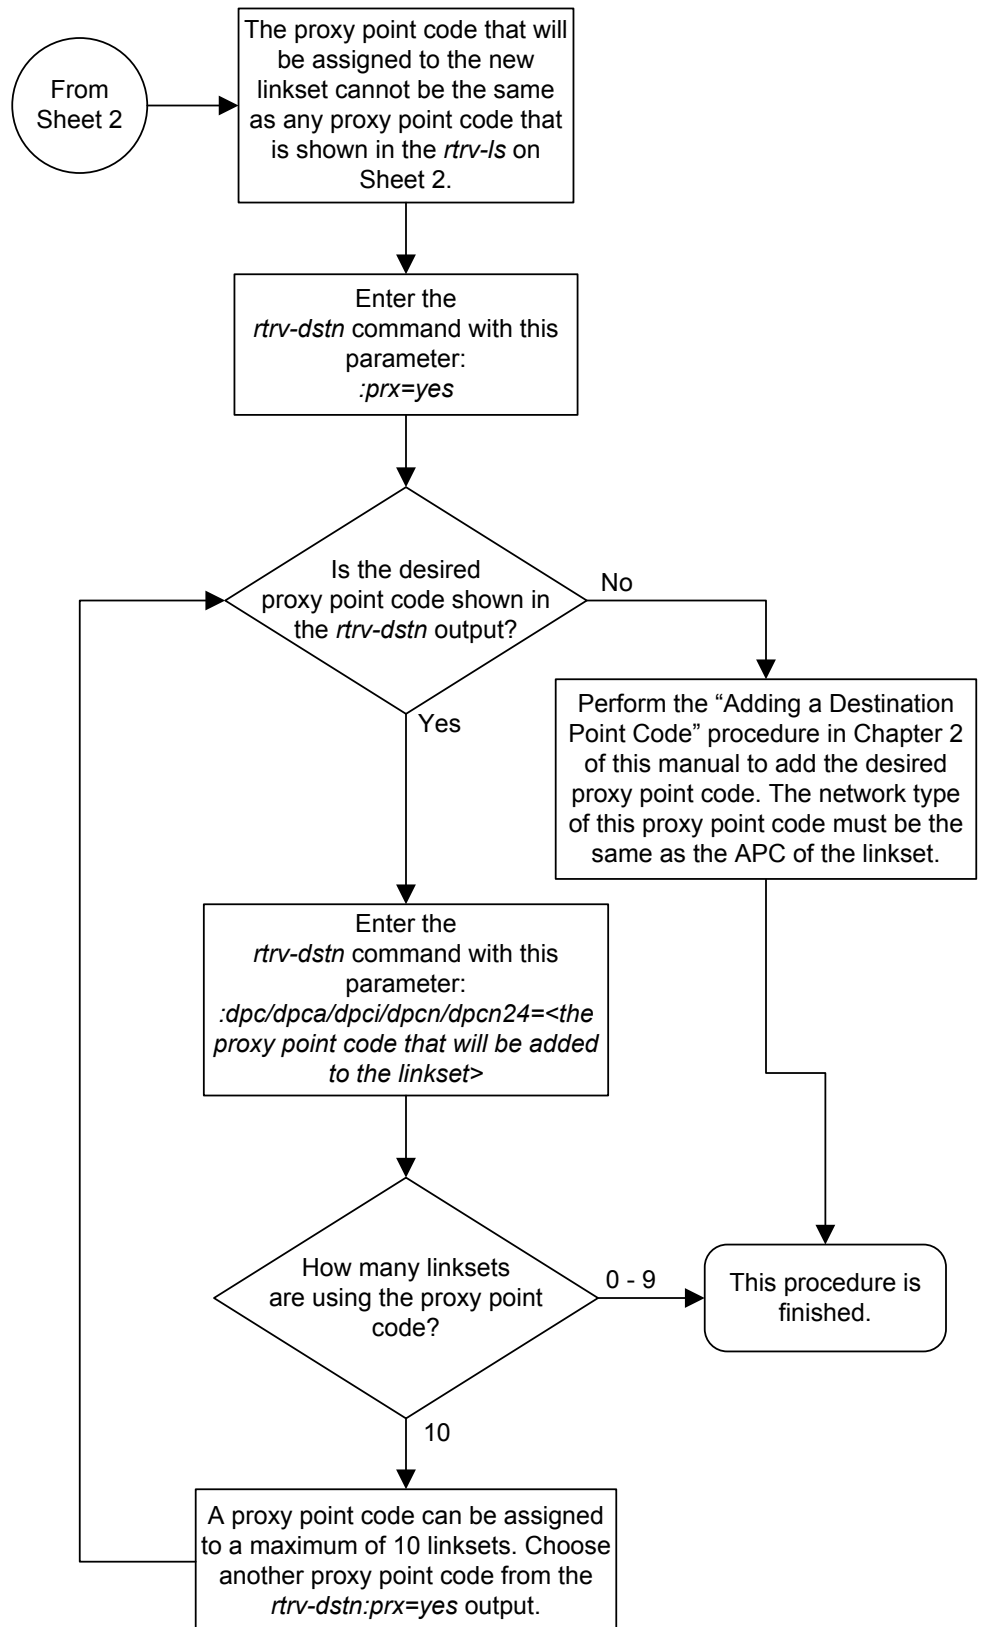 From
Sheet 2
The proxy point code that will
be assigned to the new
linkset cannot be the same
as any proxy point code that
is shown in the rtrv-ls on
Sheet 2.
Enter the
rtrv-dstn command with this
parameter:
:prx=yes
Is the desired
proxy point code shown in
the rtrv-dstn output?
No
Yes
Perform the “Adding a Destination
Point Code” procedure in Chapter 2
of this manual to add the desired
proxy point code. The network type
of this proxy point code must be the
same as the APC of the linkset.
Enter the
rtrv-dstn command with this
parameter:
:dpc/dpca/dpci/dpcn/dpcn24=<the
proxy point code that will be added
to the linkset>
How many linksets
are using the proxy point
code?
0 - 9
This procedure is
finished.
10
A proxy point code can be assigned
to a maximum of 10 linksets. Choose
another proxy point code from the
rtrv-dstn:prx=yes output.